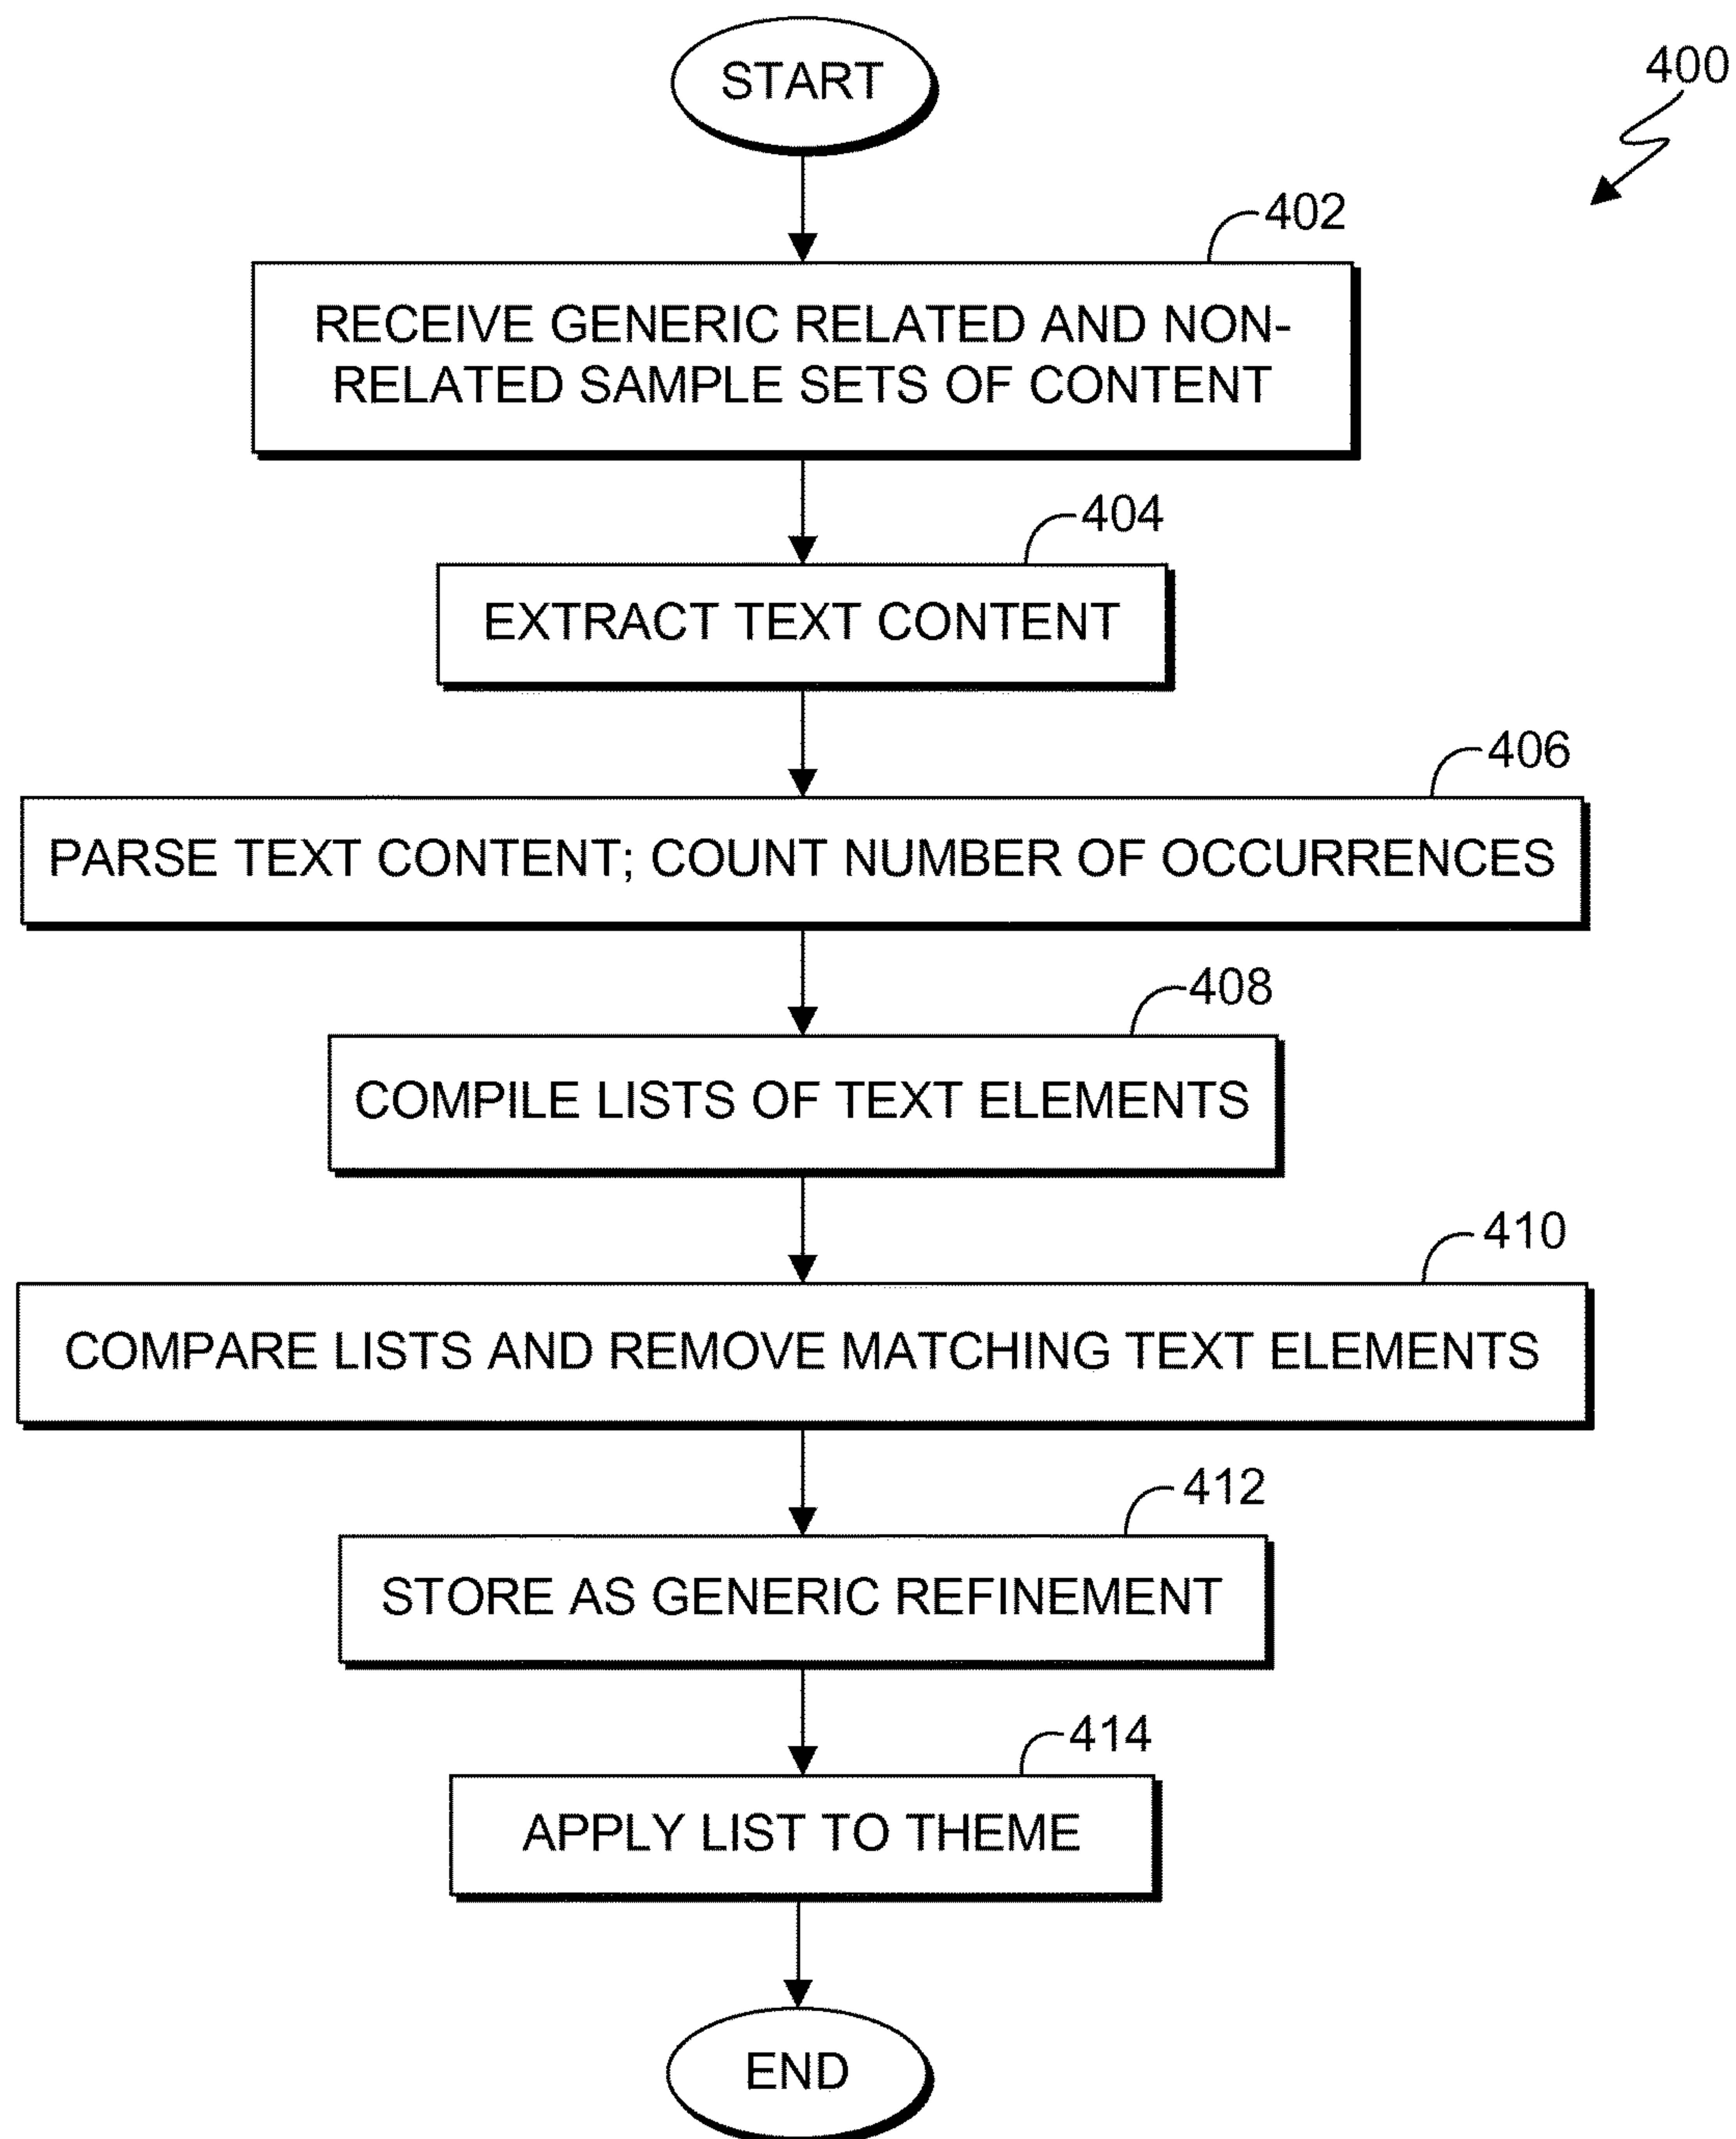 START
400
402
RECEIVE GENERIC RELATED AND NON-
RELATED SAMPLE SETS OF CONTENT
404
EXTRACT TEXT CONTENT
406
PARSE TEXT CONTENT; COUNT NUMBER OF OCCURRENCES
408
COMPILE LISTS OF TEXT ELEMENTS
410
COMPARE LISTS AND REMOVE MATCHING TEXT ELEMENTS
412
STORE AS GENERIC REFINEMENT
414
APPLY LIST TO THEME
END